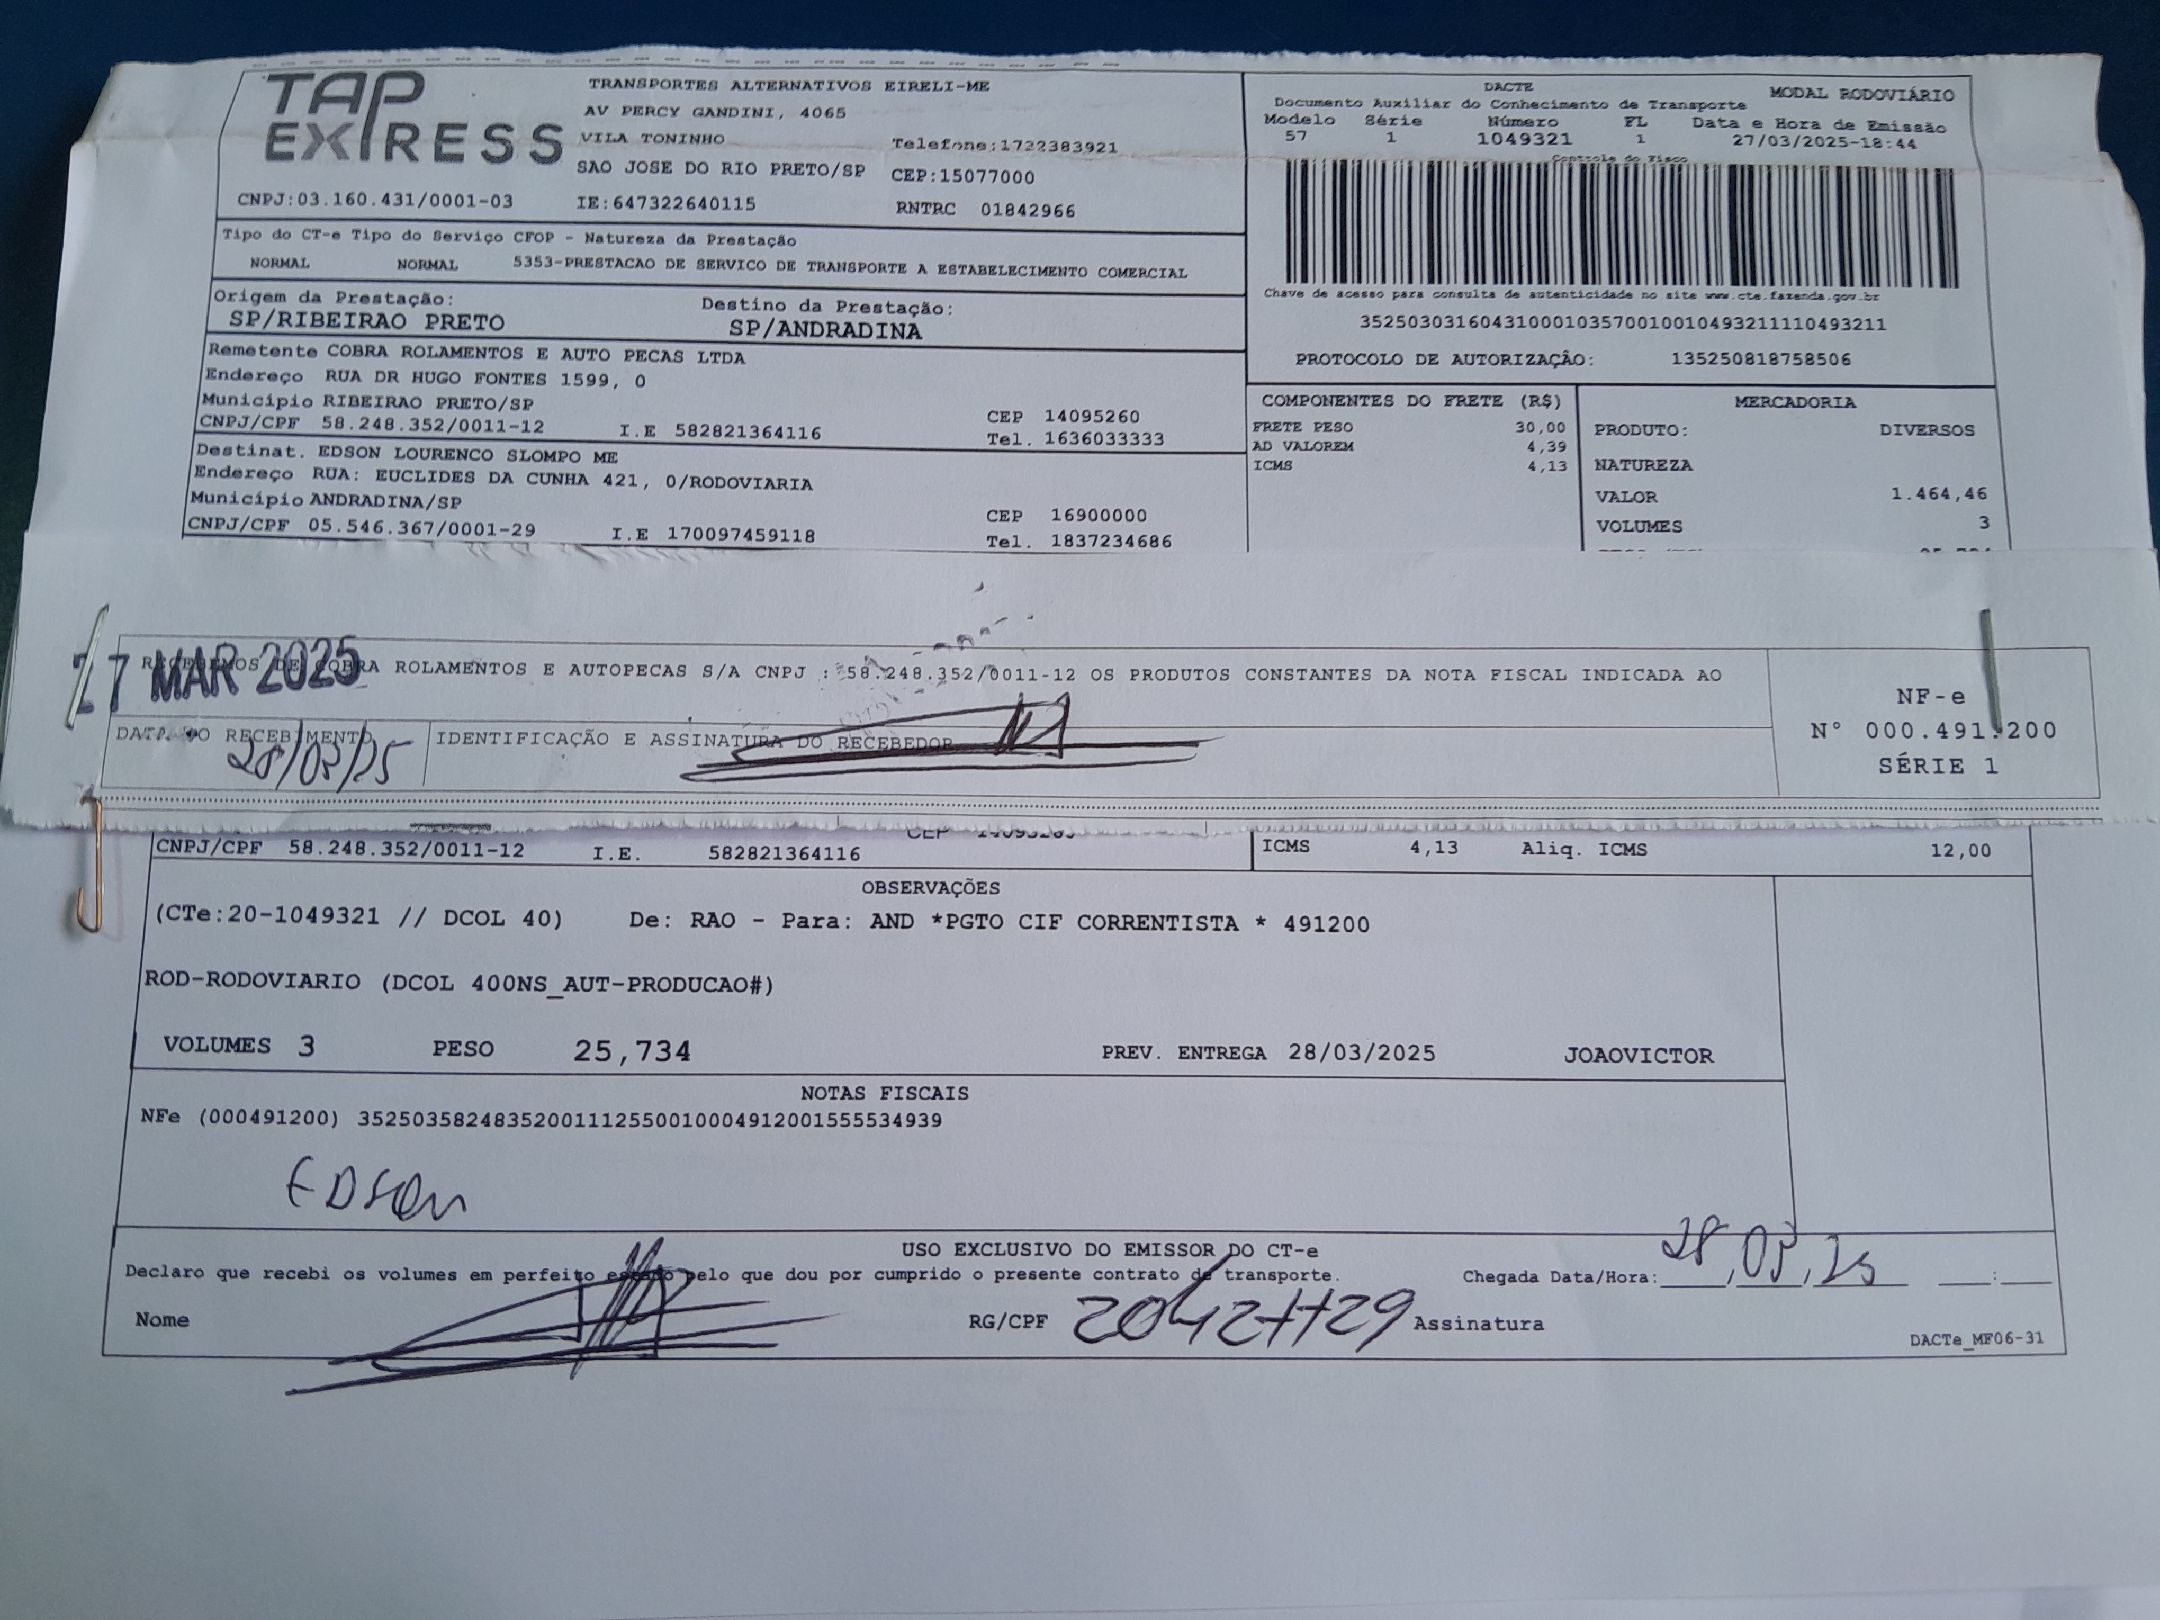 TAP EXPRESS
TRANSPORTES ALTERNATIVOS EIRELI-ME
AV PERCY GANDINI, 4065
VILA TONINHO Telefone:1722383921
SAO JOSE DO RIO PRETO/SP CEP:15077000
CNPJ:03.160.431/0001-03 IE:647322640115 RNTRC 01842966
DACTE MODAL RODOVIÁRIO
Documento Auxiliar do Conhecimento de Transporte
Modelo Série Número FL Data e Hora de Emissão
57 1 1049321 1 27/03/2025-18:44
Controle do Fisco
Tipo do CT-e Tipo do Serviço CFOP - Natureza da Prestação
NORMAL NORMAL 5353-PRESTACAO DE SERVICO DE TRANSPORTE A ESTABELECIMENTO COMERCIAL
Chave de acesso para consulta de autenticidade no site www.cte.fazenda.gov.br
35250303160431000103570010010493211110493211
PROTOCOLO DE AUTORIZAÇÃO: 135250818758506
Origem da Prestação: Destino da Prestação:
SP/RIBEIRAO PRETO SP/ANDRADINA
Remetente COBRA ROLAMENTOS E AUTO PECAS LTDA
Endereço RUA DR HUGO FONTES 1599, 0
Município RIBEIRAO PRETO/SP CEP 14095260
CNPJ/CPF 58.248.352/0011-12 I.E 582821364116 Tel. 1636033333
Destinat. EDSON LOURENCO SLOMPO ME
Endereço RUA: EUCLIDES DA CUNHA 421, 0/RODOVIARIA
Município ANDRADINA/SP CEP 16900000
CNPJ/CPF 05.546.367/0001-29 I.E 170097459118 Tel. 1837234686
COMPONENTES DO FRETE (R$)
FRETE PESO 30,00
AD VALOREM 4,39
ICMS 4,13
MERCADORIA
PRODUTO: DIVERSOS
NATUREZA
VALOR 1.464,46
VOLUMES 3
27 MAR 2025
RECEBEMOS DE COBRA ROLAMENTOS E AUTOPECAS S/A CNPJ : 58.248.352/0011-12 OS PRODUTOS CONSTANTES DA NOTA FISCAL INDICADA AO
DATA DO RECEBIMENTO IDENTIFICAÇÃO E ASSINATURA DO RECEBEDOR
28/03/25
NF-e
N° 000.491.200
SÉRIE 1
CNPJ/CPF 58.248.352/0011-12 I.E. 582821364116
ICMS 4,13 Aliq. ICMS 12,00
OBSERVAÇÕES
(CTe:20-1049321 // DCOL 40) De: RAO - Para: AND *PGTO CIF CORRENTISTA * 491200
ROD-RODOVIARIO (DCOL 400NS_AUT-PRODUCAO#)
VOLUMES 3 PESO 25,734 PREV. ENTREGA 28/03/2025 JOAOVICTOR
NOTAS FISCAIS
NFe (000491200) 35250358248352001112550010004912001555534939
EDSON
USO EXCLUSIVO DO EMISSOR DO CT-e
Declaro que recebi os volumes em perfeito estado pelo que dou por cumprido o presente contrato de transporte. Chegada Data/Hora: 28/03/25 :
Nome RG/CPF Assinatura
DACTe_MF06-31